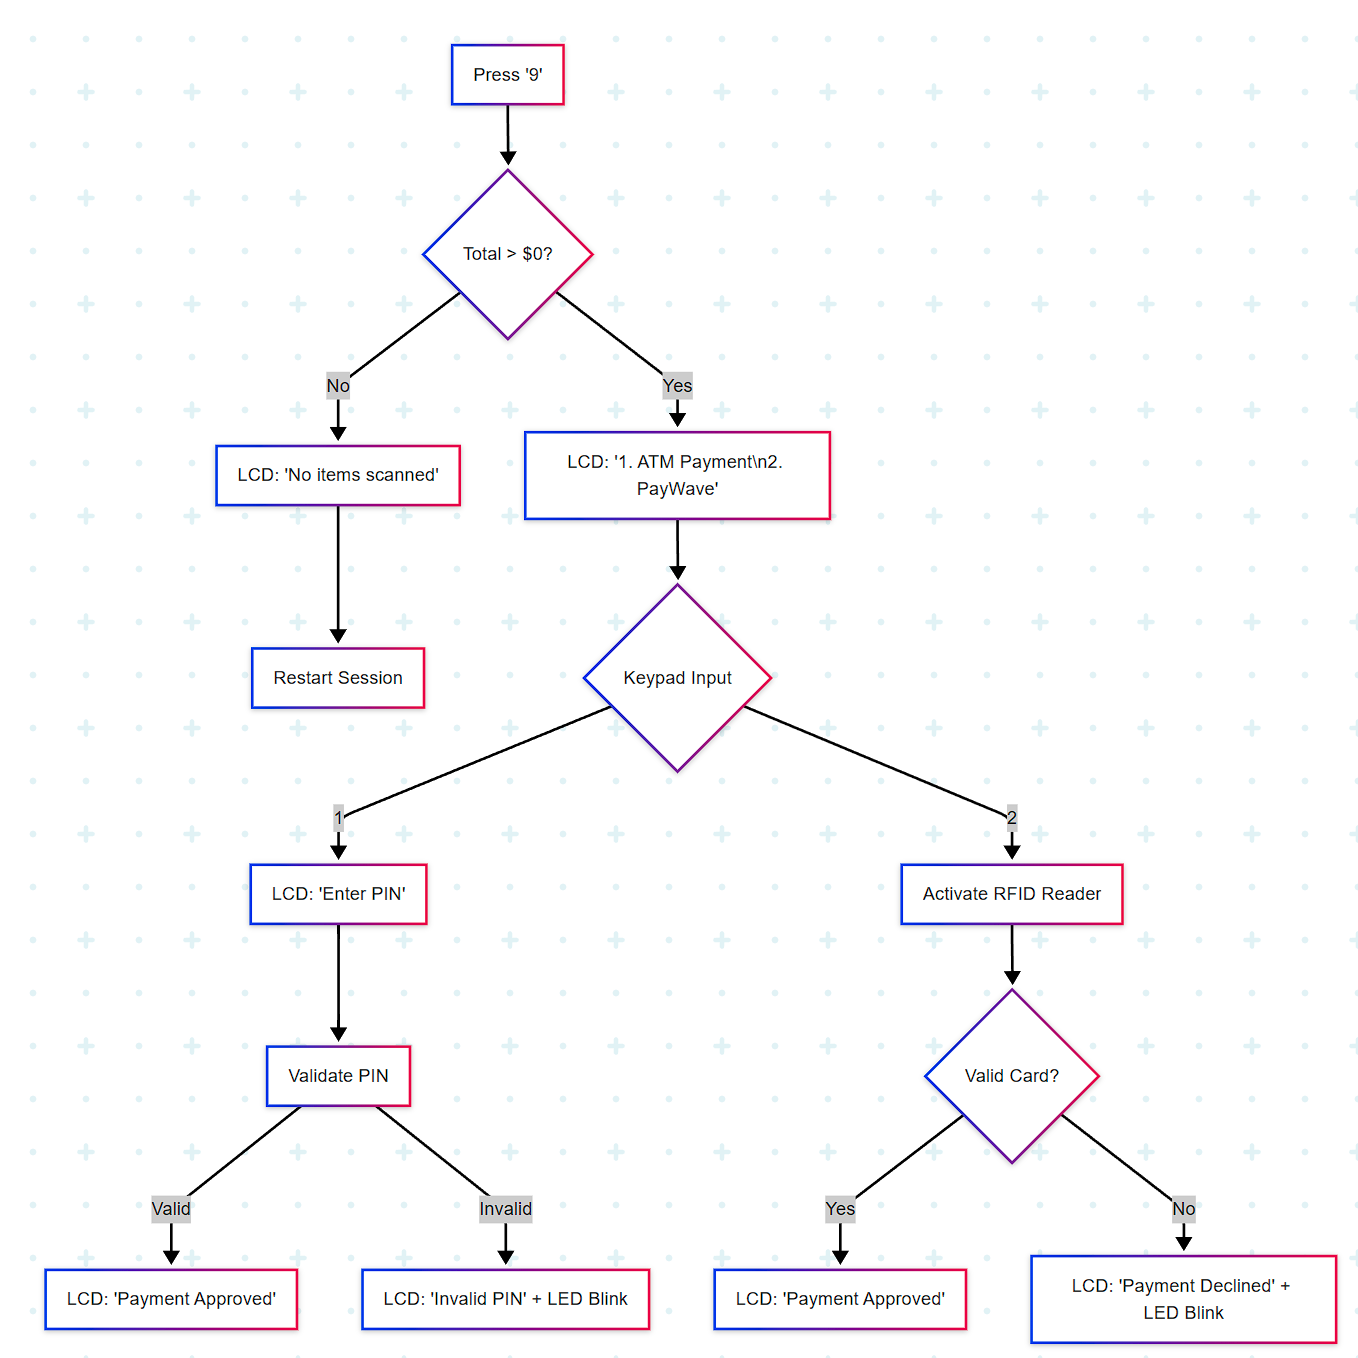 Press '9'
Total > $0?
No
Yes
LCD: 'No items scanned'
LCD: '1. ATM Payment\n2.
PayWave'
Restart Session
Keypad Input
1
2
LCD: 'Enter PIN'
Activate RFID Reader
Validate PIN
Valid Card?
Valid
Invalid
Yes
No
LCD: 'Payment Approved'
LCD: 'Invalid PIN' + LED Blink
LCD: 'Payment Approved'
LCD: 'Payment Declined' +
LED Blink